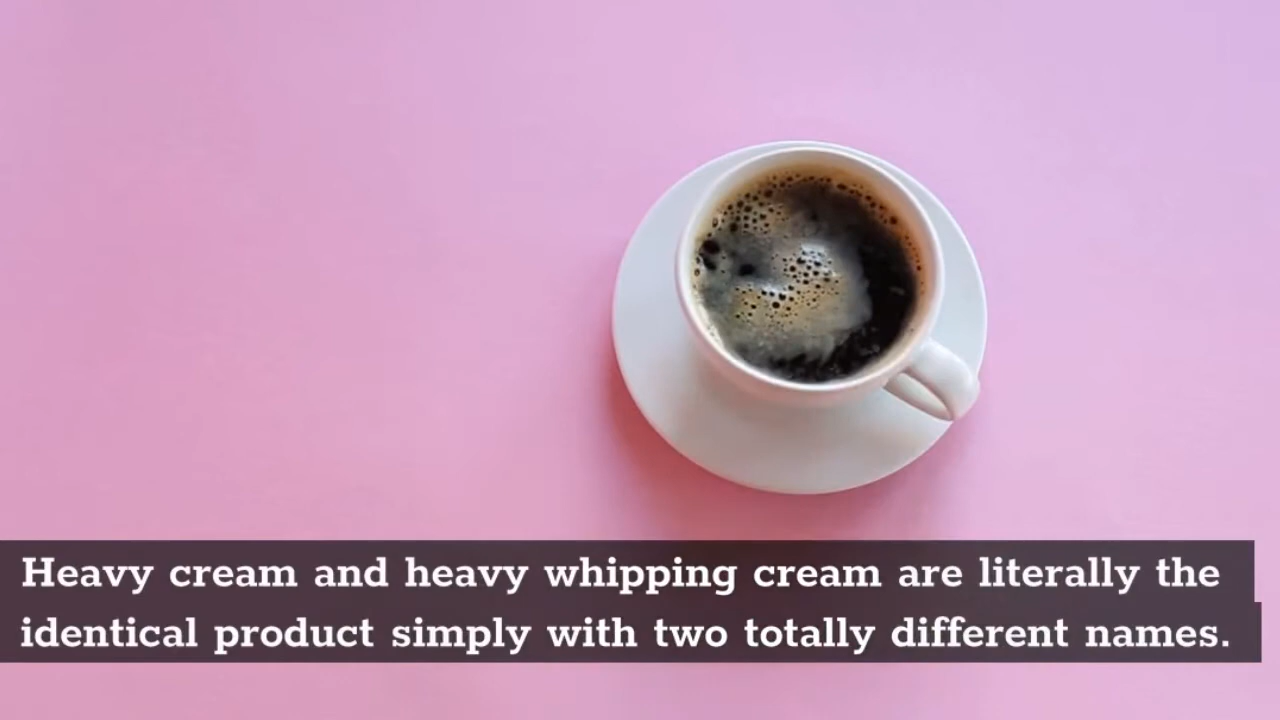 Heavy cream and heavy whipping cream are literally the
identical product simply with two totally different names.